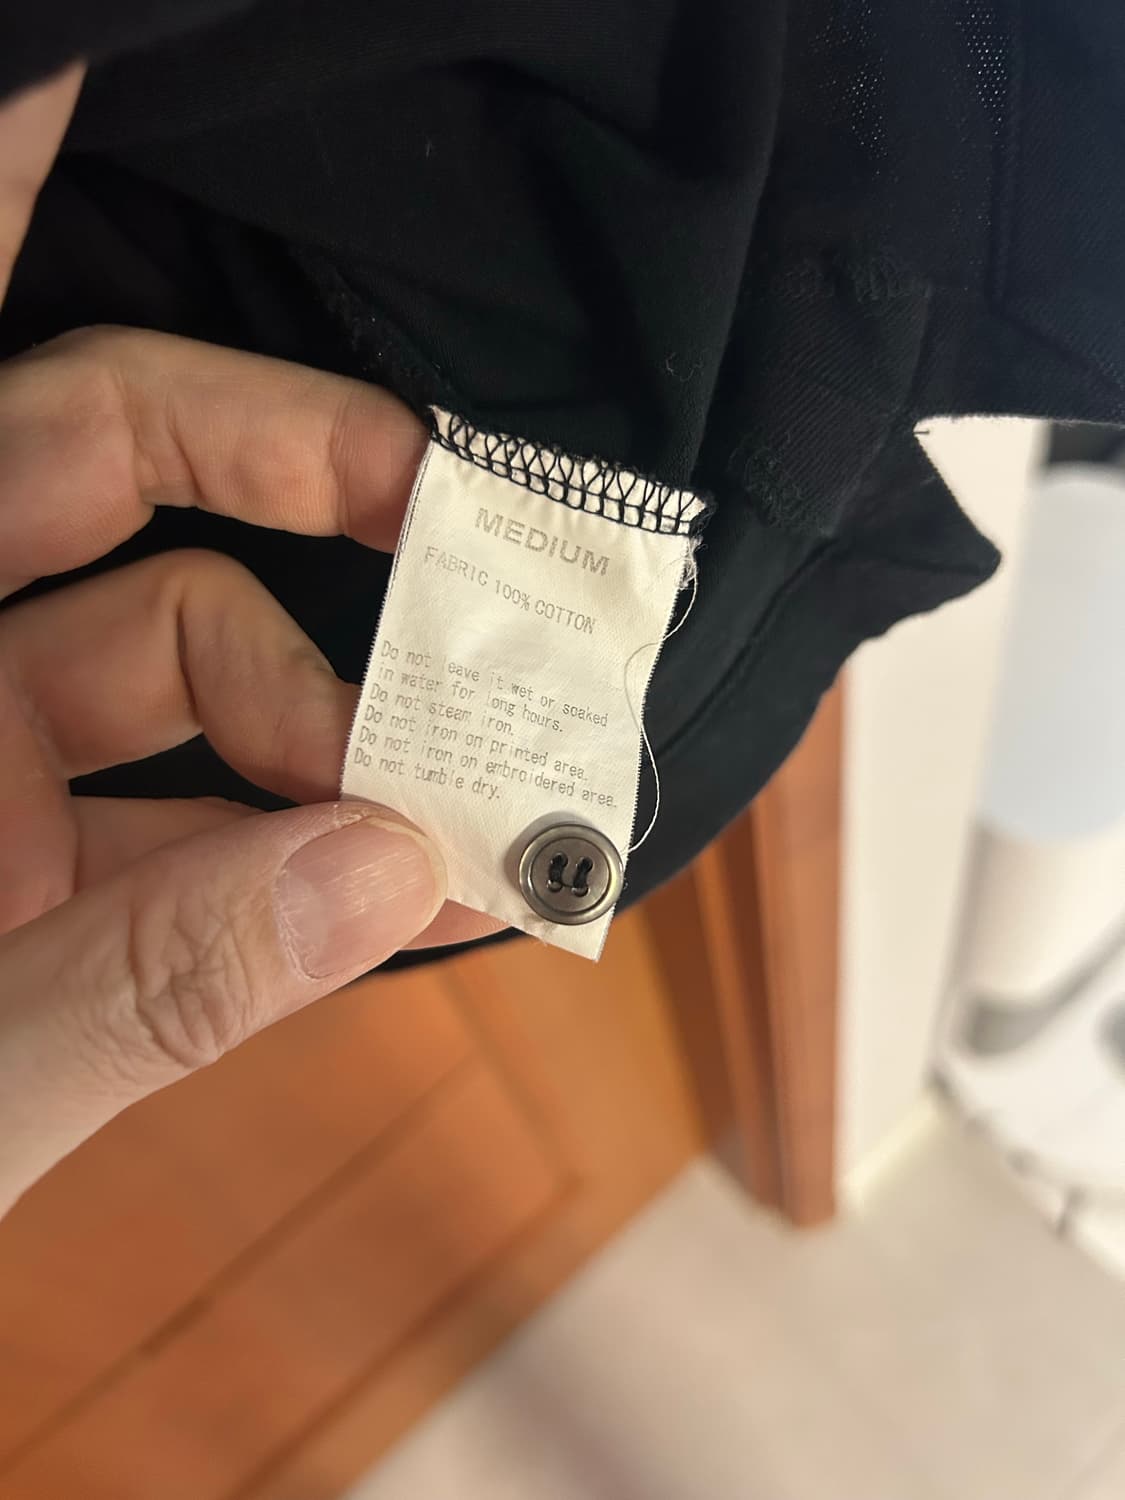 MEDIUM
FABRIC 100% COTTON
Do not leave it wet or soaked
in water for long hours.
Do not steam iron.
Do not iron on printed area.
Do not iron on embroidered area.
Do not tumble dry.